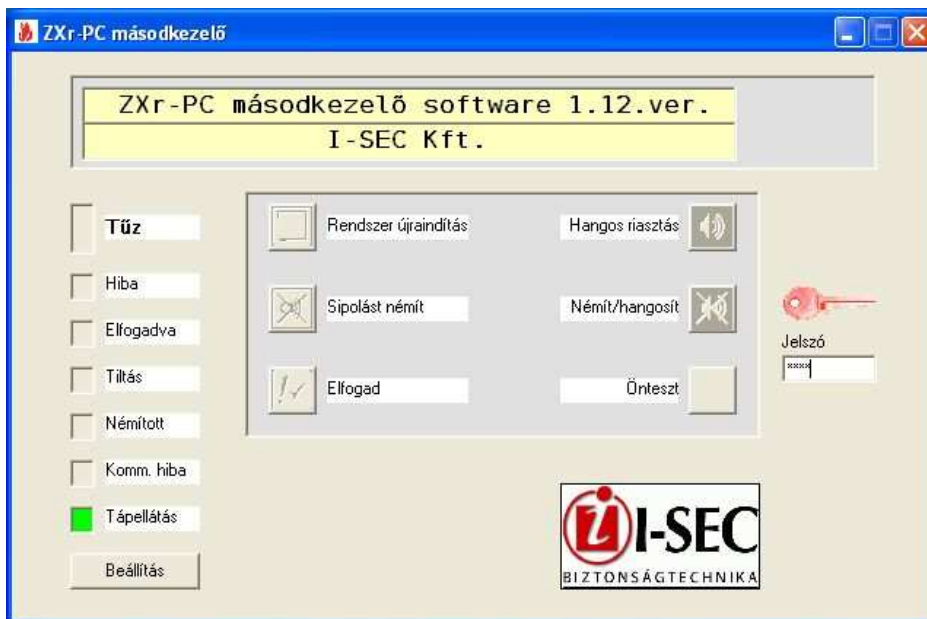 ZXr-PC másodkezelő
ZXr-PC másodkezelõ software 1.12.ver.
I-SEC Kft.
Tűz
Hiba
Elfogadva
Tiltás
Némított
Komm. hiba
Tápellátás
Beállítás
Rendszer újraindítás
Sipolást némít
Elfogad
Hangos riasztás
Némít/hangosít
Önteszt
Jelszó
****
i I-SEC
BIZTONSÁGTECHNIKA